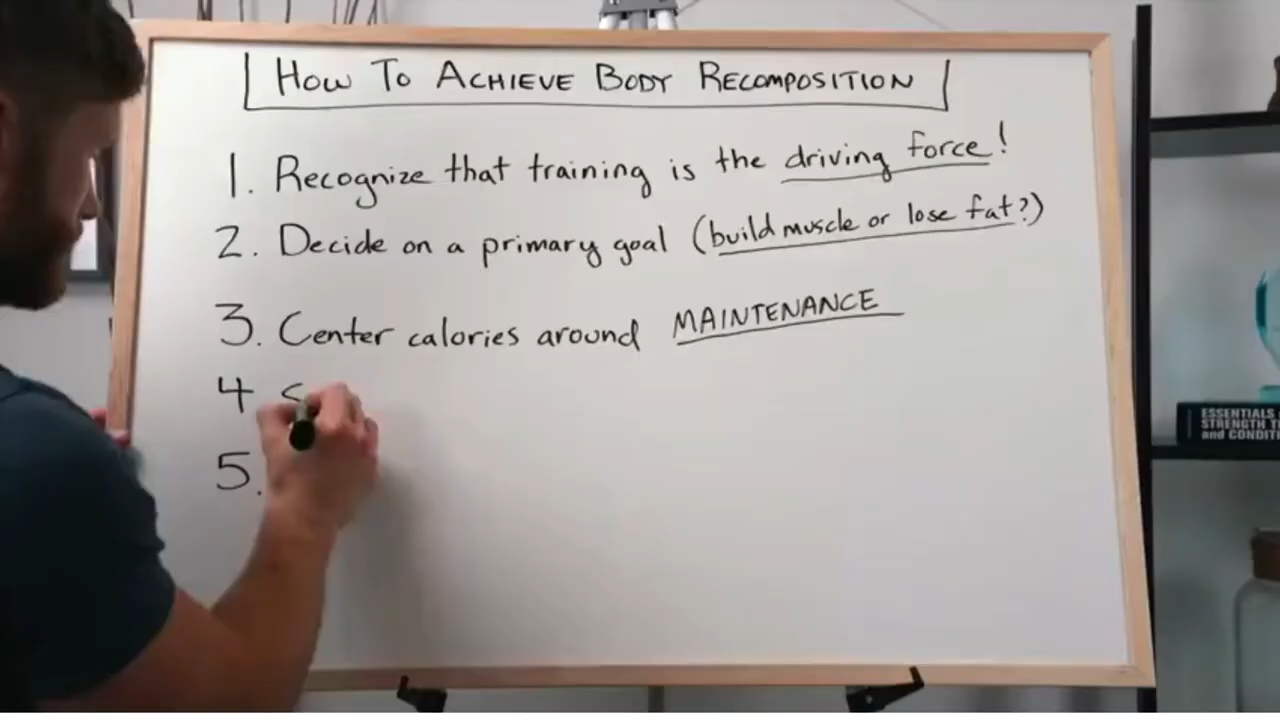 How To Achieve Body Recomposition
1. Recognize that training is the driving force!
2. Decide on a primary goal (build muscle or lose fat?)
3. Center calories around MAINTENANCE
4
5.
ESSENTIALS
STRENGTH
and